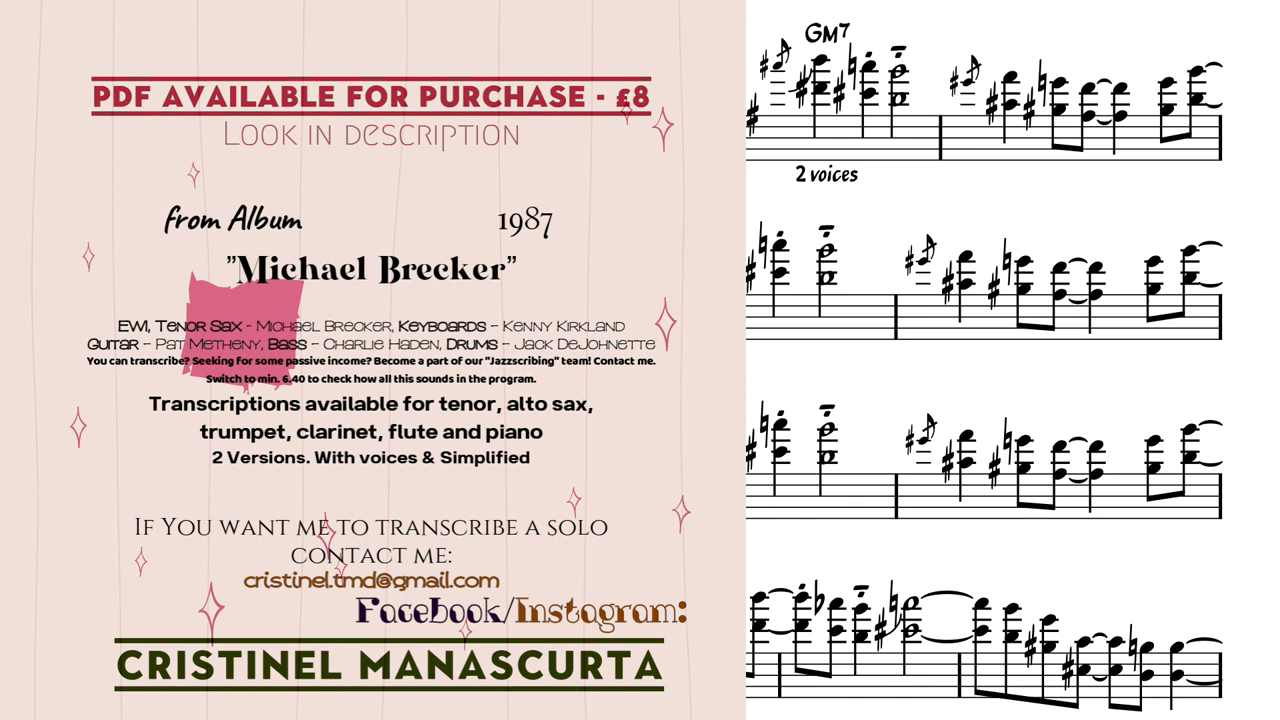 PDF AVAILABLE FOR PURCHASE - £8
LOOK IN DESCRIPTION
from Album 1987
"Michael Brecker"
EWI, Tenor Sax - Michael Brecker, Keyboards – Kenny Kirkland
Guitar – Pat Metheny, Bass – Charlie Haden, Drums – Jack DeJohnette
You can transcribe? Seeking for some passive income? Become a part of our "Jazzscribing" team! Contact me.
Switch to min. 6.40 to check how all this sounds in the program.
Transcriptions available for tenor, alto sax,
trumpet, clarinet, flute and piano
2 Versions. With voices & Simplified
If You want me to transcribe a solo
contact me:
cristinel.tmd@gmail.com
Facebook/Instagram:
CRISTINEL MANASCURTA
GM7
2 voices